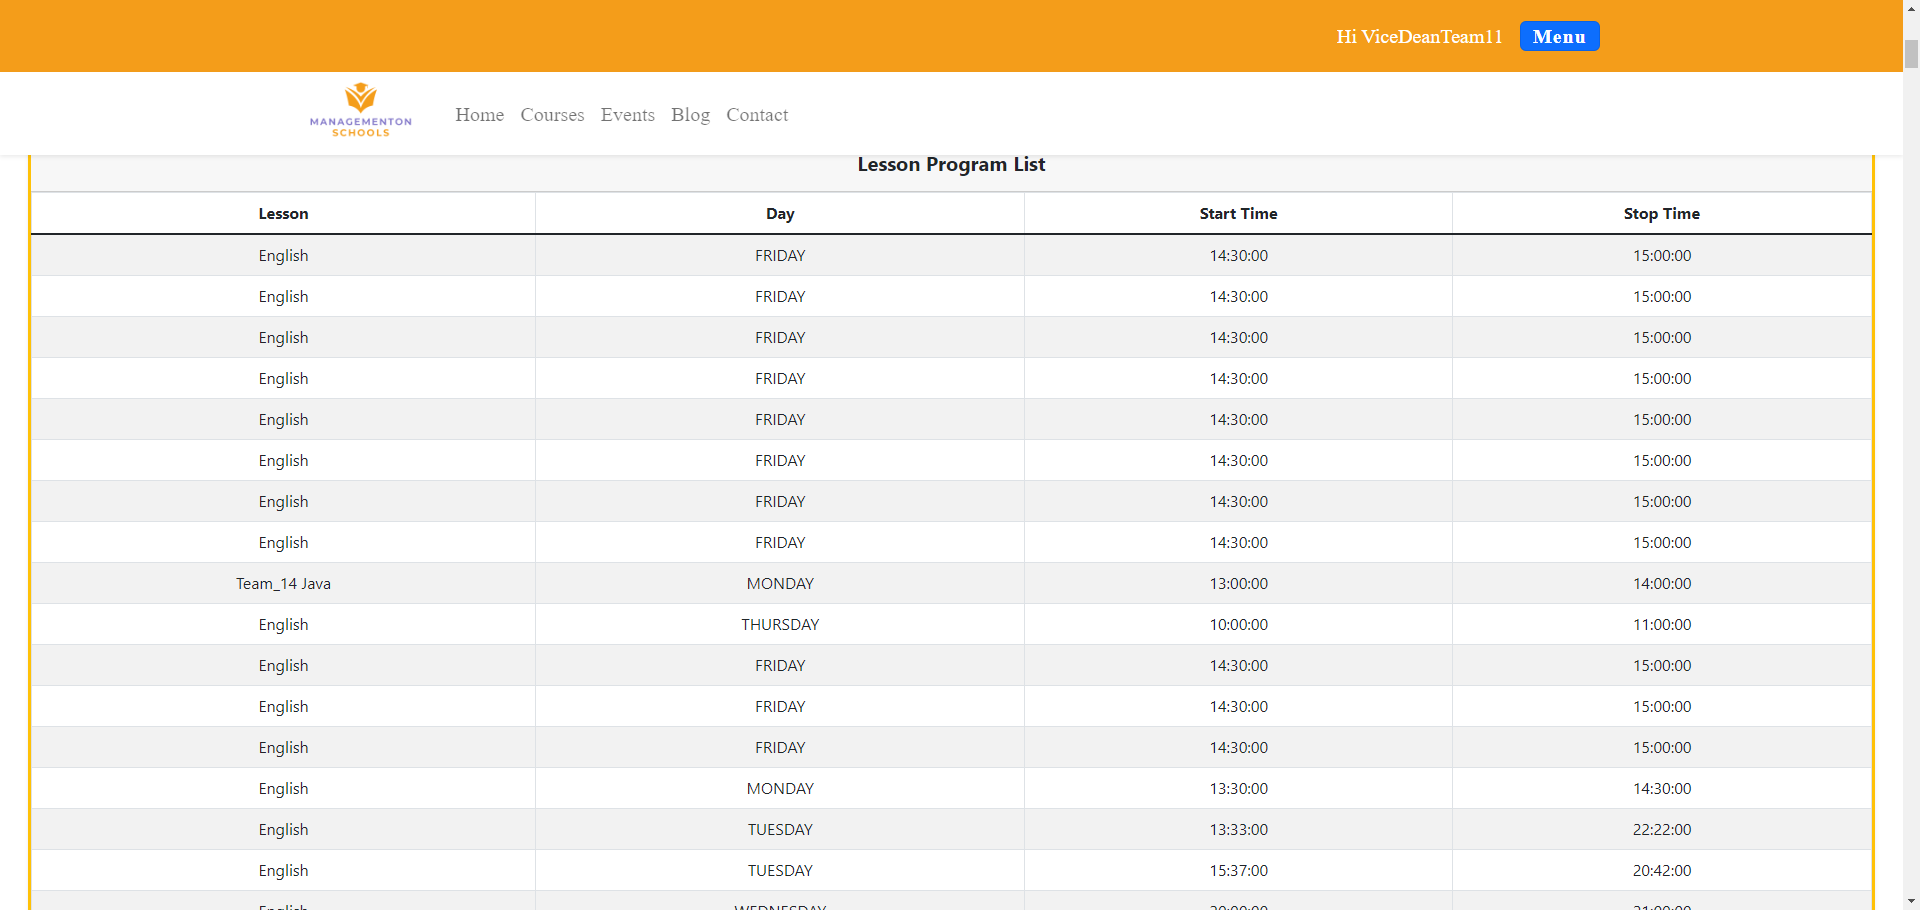 Hi ViceDeanTeam11 Menu
MANAGEMENTON
SCHOOLS
Home Courses Events Blog Contact
Lesson Program List
Lesson Day Start Time Stop Time
English FRIDAY 14:30:00 15:00:00
English FRIDAY 14:30:00 15:00:00
English FRIDAY 14:30:00 15:00:00
English FRIDAY 14:30:00 15:00:00
English FRIDAY 14:30:00 15:00:00
English FRIDAY 14:30:00 15:00:00
English FRIDAY 14:30:00 15:00:00
English FRIDAY 14:30:00 15:00:00
Team_14 Java MONDAY 13:00:00 14:00:00
English THURSDAY 10:00:00 11:00:00
English FRIDAY 14:30:00 15:00:00
English FRIDAY 14:30:00 15:00:00
English FRIDAY 14:30:00 15:00:00
English MONDAY 13:30:00 14:30:00
English TUESDAY 13:33:00 22:22:00
English TUESDAY 15:37:00 20:42:00
English WEDNESDAY